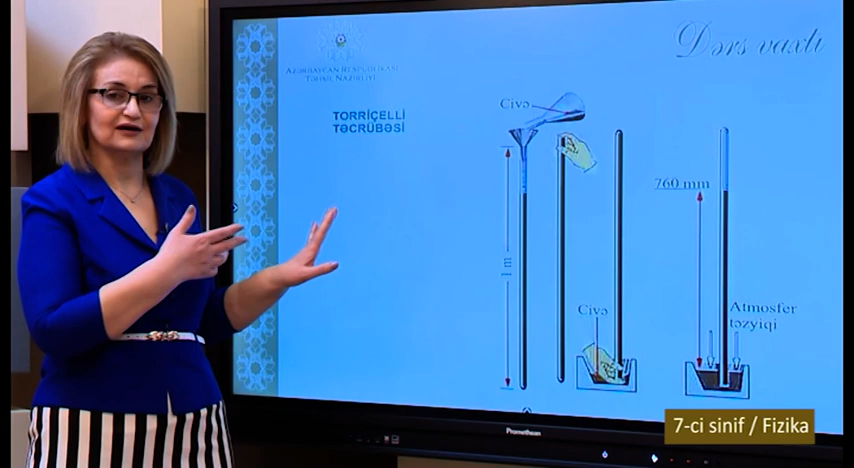 Dərs vaxtı
AZƏRBAYCAN RESPUBLİKASI
TƏHSİL NAZİRLİYİ
TORRİÇELLİ
TƏCRÜBƏSİ
Civə
1 m
Civə
760 mm
Atmosfer
təzyiqi
7-ci sinif / Fizika
Promethean